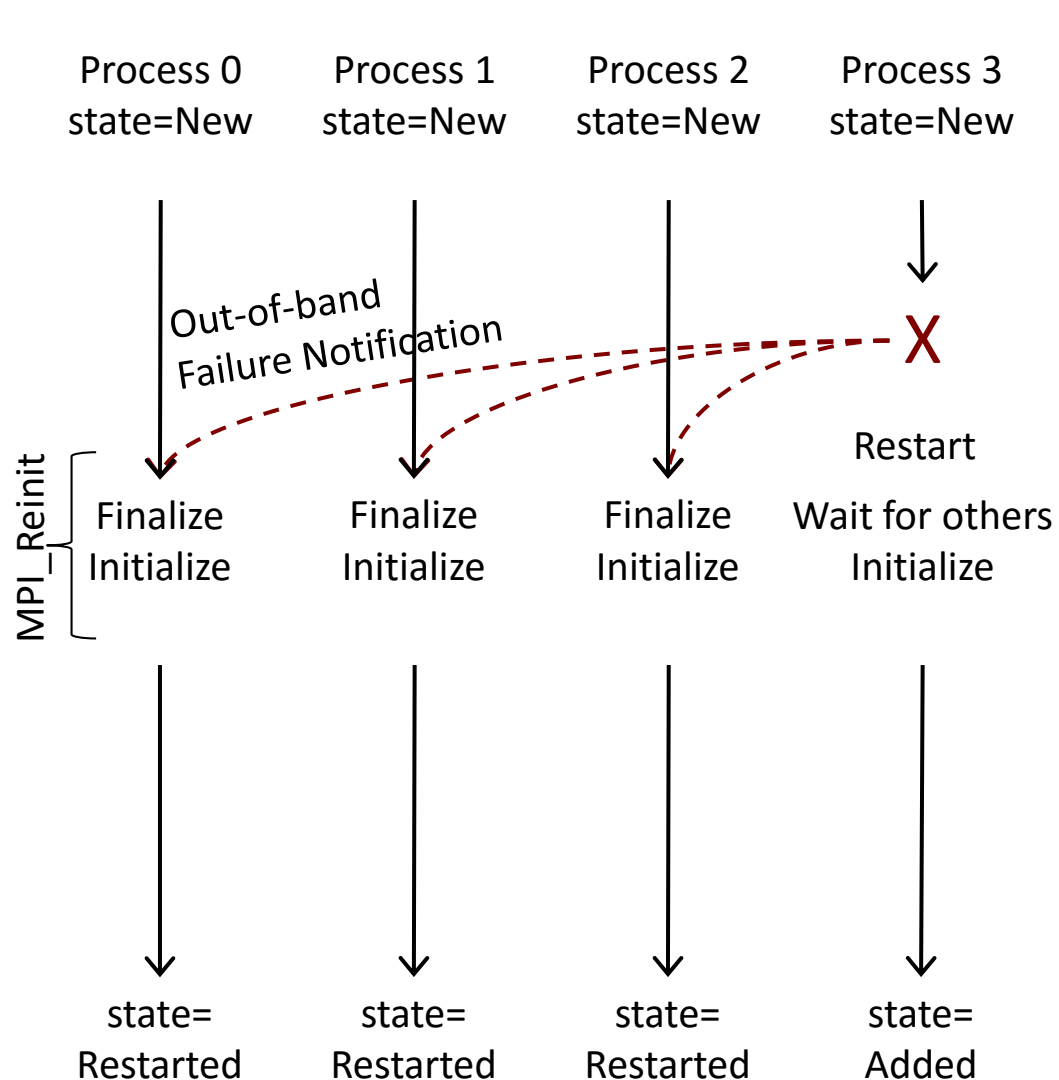 Process 0
state=New
Process 1
state=New
Process 2
state=New
Process 3
state=New
Out-of-band
Failure Notification
X
MPI_Reinit
Finalize
Initialize
Finalize
Initialize
Finalize
Initialize
Restart
Wait for others
Initialize
state=
Restarted
state=
Restarted
state=
Restarted
state=
Added